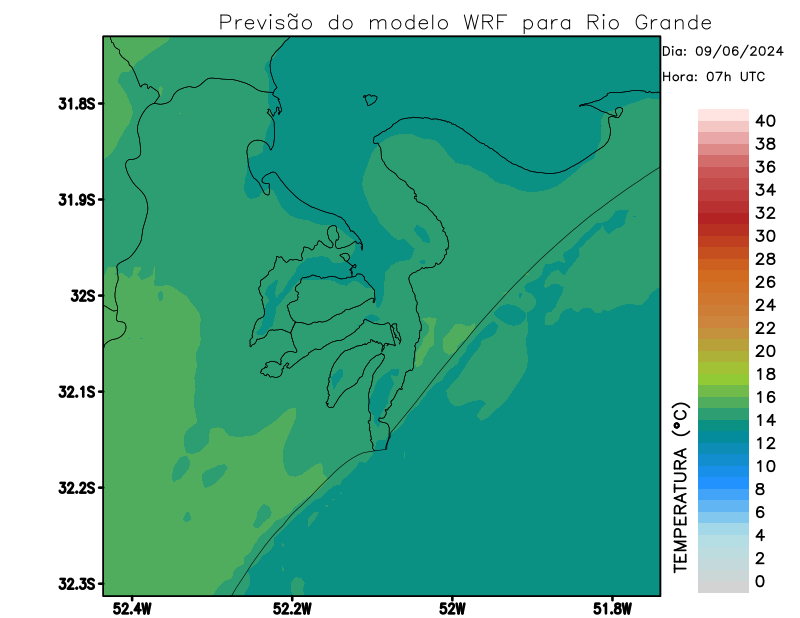 Previsão do modelo WRF para Rio Grande
Dia: 09/06/2024
Hora: 07h UTC
31.8S
31.9S
32S
32.1S
32.2S
32.3S
52.4W
52.2W
52W
51.8W
TEMPERATURA (°C)
40
38
36
34
32
30
28
26
24
22
20
18
16
14
12
10
8
6
4
2
0